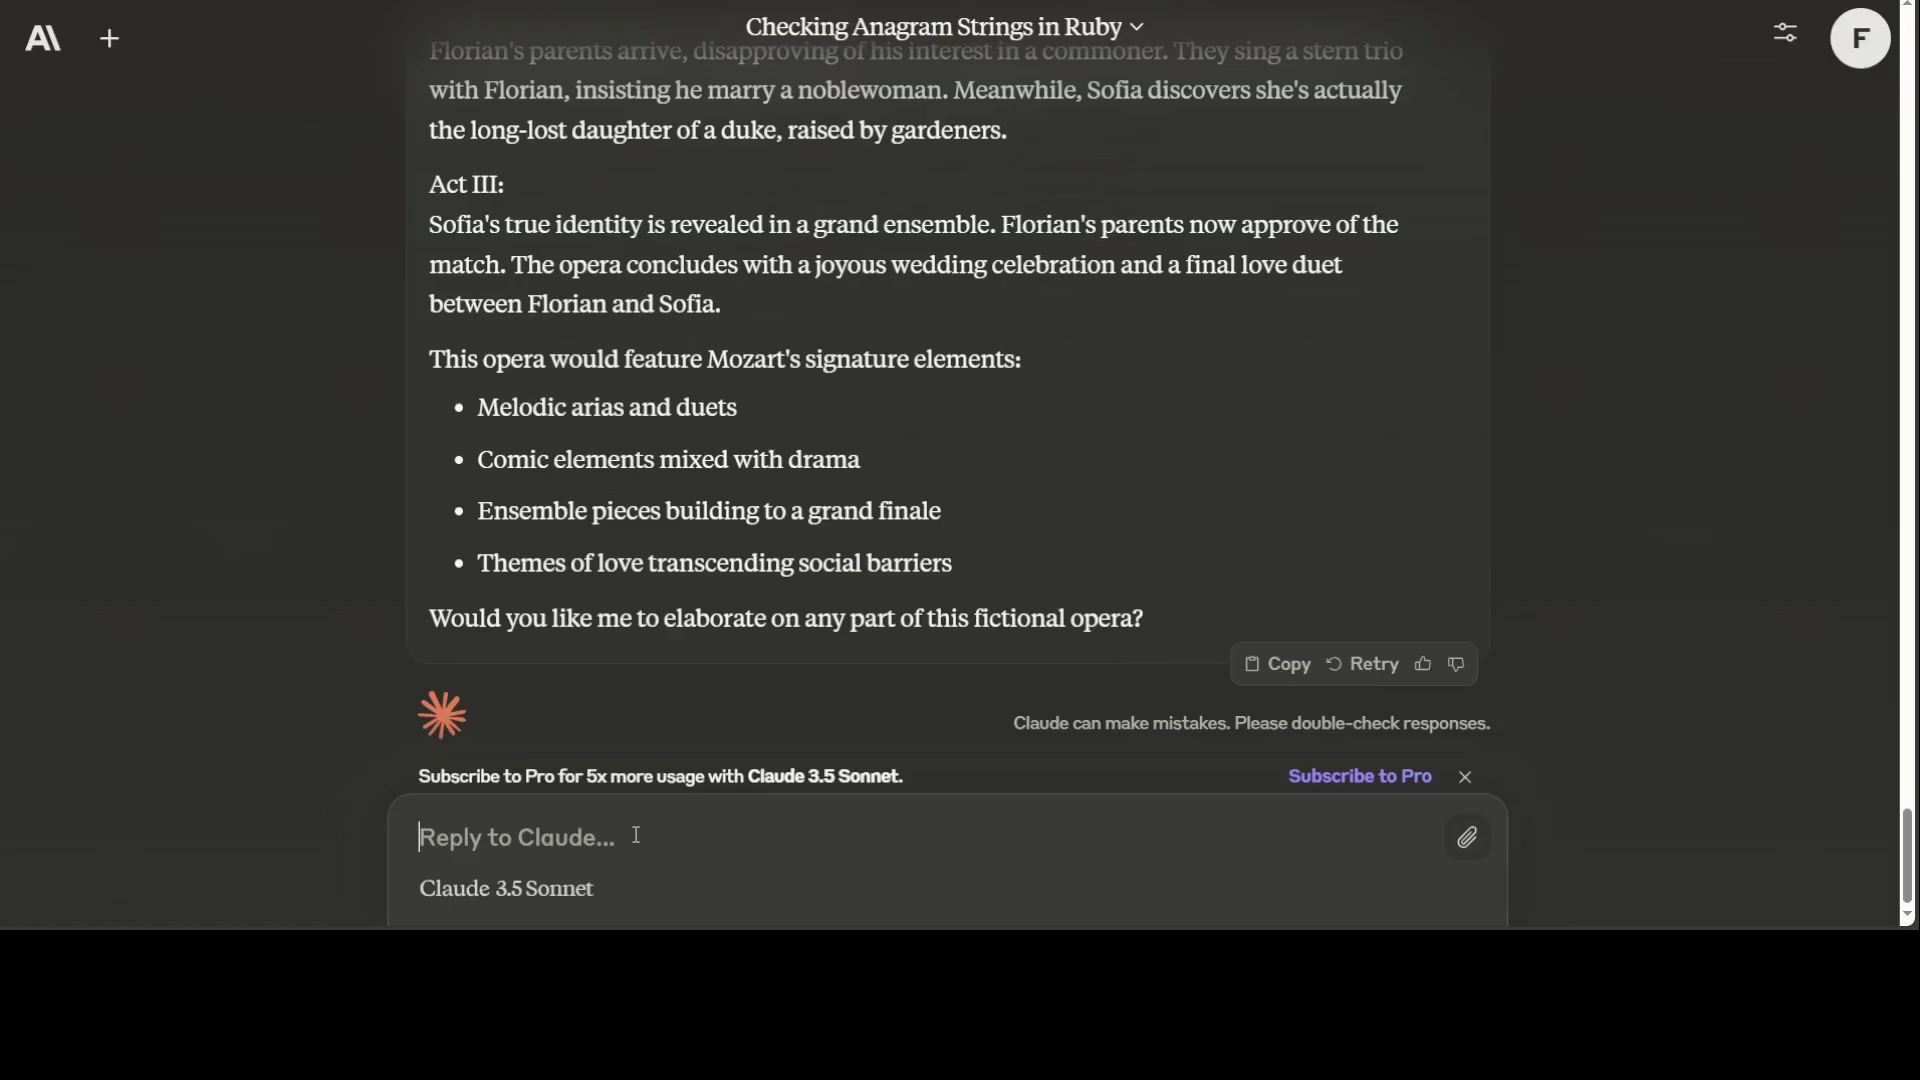 Checking Anagram Strings in Ruby
F
Florian's parents arrive, disapproving of his interest in a commoner. They sing a stern trio
with Florian, insisting he marry a noblewoman. Meanwhile, Sofia discovers she's actually
the long-lost daughter of a duke, raised by gardeners.
Act III:
Sofia's true identity is revealed in a grand ensemble. Florian's parents now approve of the
match. The opera concludes with a joyous wedding celebration and a final love duet
between Florian and Sofia.
This opera would feature Mozart's signature elements:
• Melodic arias and duets
• Comic elements mixed with drama
• Ensemble pieces building to a grand finale
• Themes of love transcending social barriers
Would you like me to elaborate on any part of this fictional opera?
Copy Retry
Claude can make mistakes. Please double-check responses.
Subscribe to Pro for 5x more usage with Claude 3.5 Sonnet. Subscribe to Pro
Reply to Claude...
Claude 3.5 Sonnet